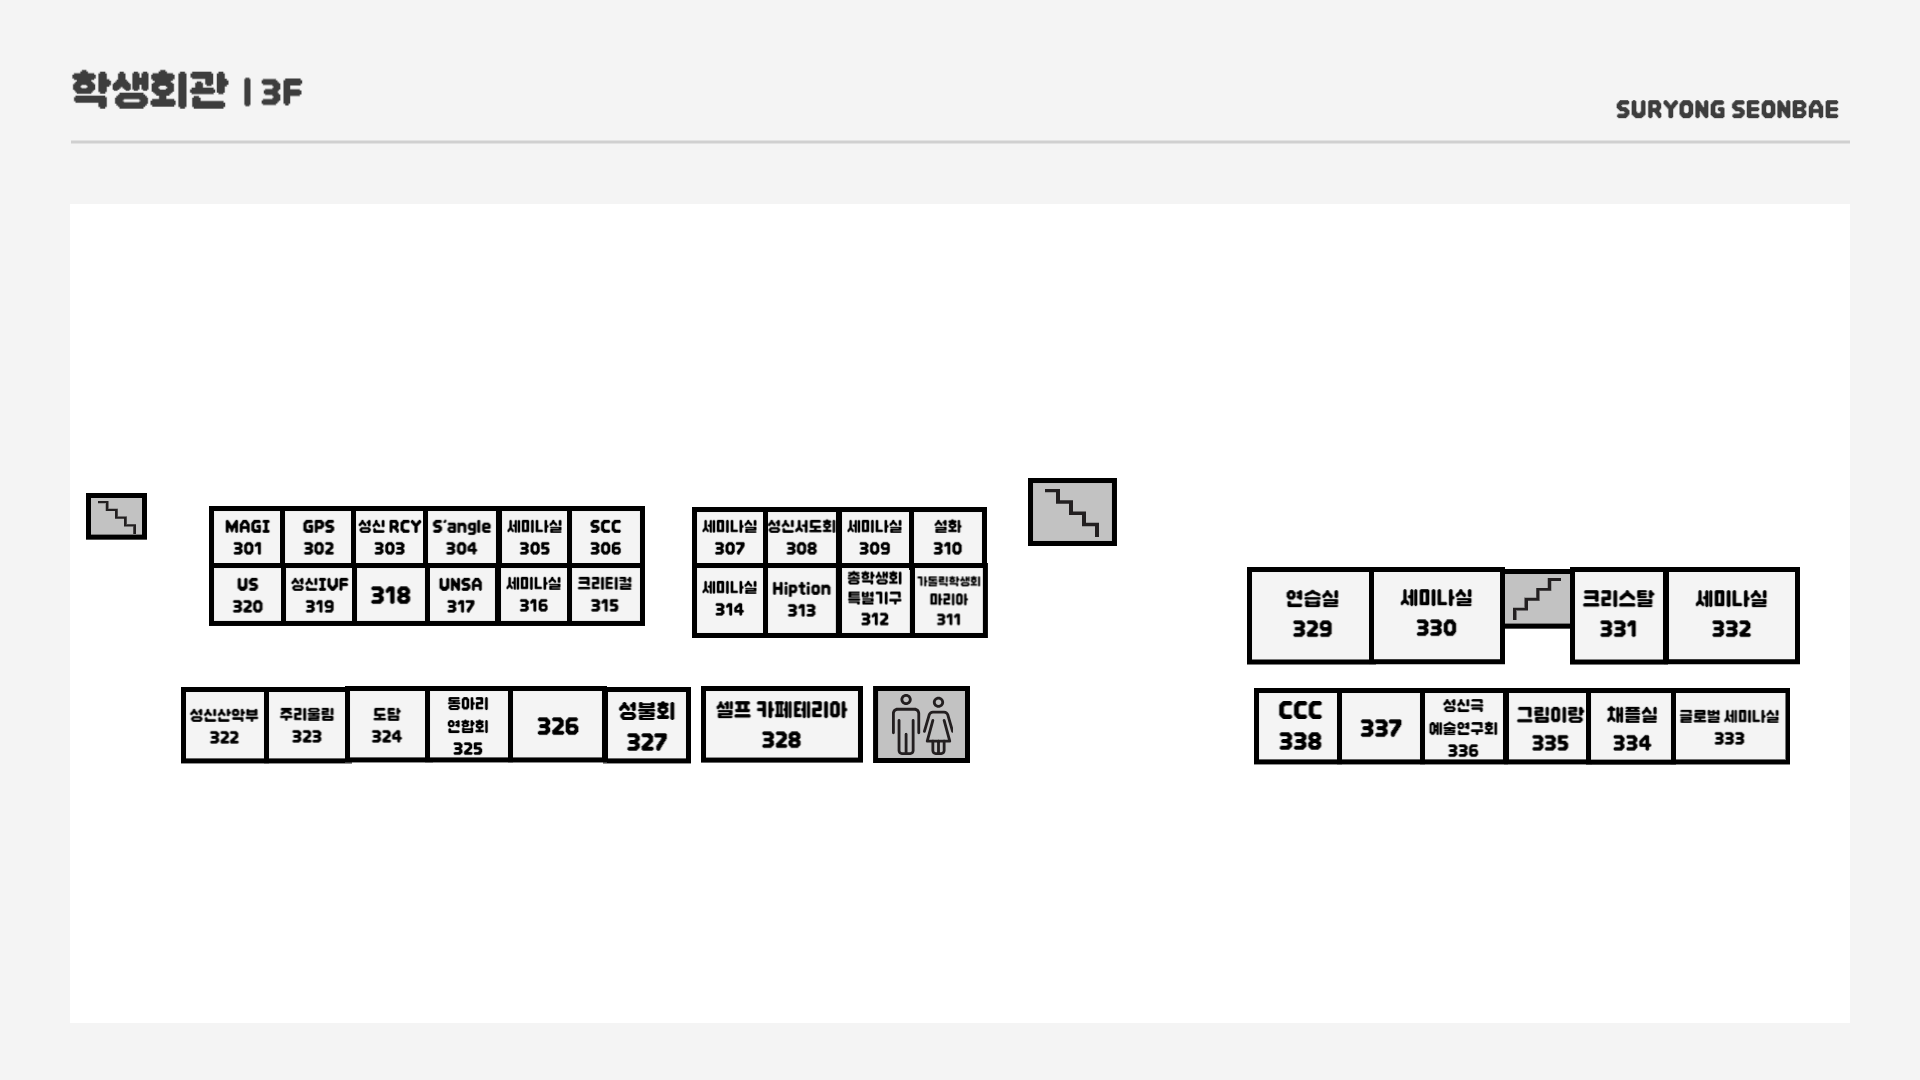 학생회관 | 3F
SURYONG SEONBAE
MAGI
301
GPS
302
성신 RCY
303
S'angle
304
세미나실
305
SCC
306
US
320
성신IVF
319
318
UNSA
317
세미나실
316
크리티컬
315
세미나실
307
성신서도회
308
세미나실
309
설화
310
세미나실
314
Hiption
313
총학생회
특별기구
312
가톨릭학생회
마리아
311
성신산악부
322
주리울림
323
도담
324
동아리
연합회
325
326
성불회
327
셀프 카페테리아
328
연습실
329
세미나실
330
크리스탈
331
세미나실
332
CCC
338
337
성신극
예술연구회
336
그림이랑
335
채플실
334
글로벌 세미나실
333